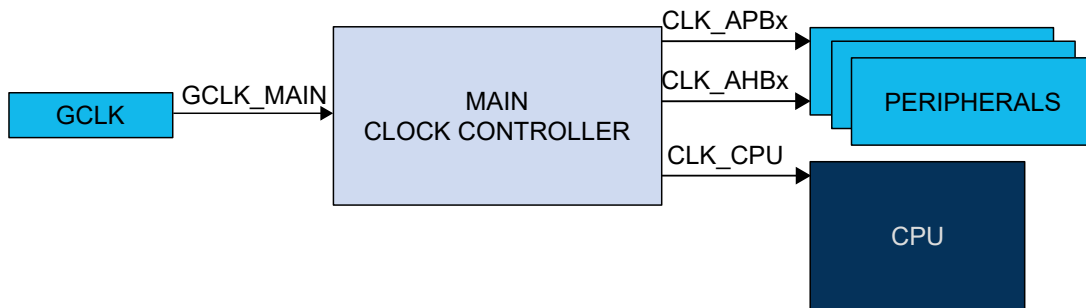 CLK_APBx
GCLK
GCLK_MAIN
MAIN
CLOCK CONTROLLER
CLK_AHBx
PERIPHERALS
CLK_CPU
CPU